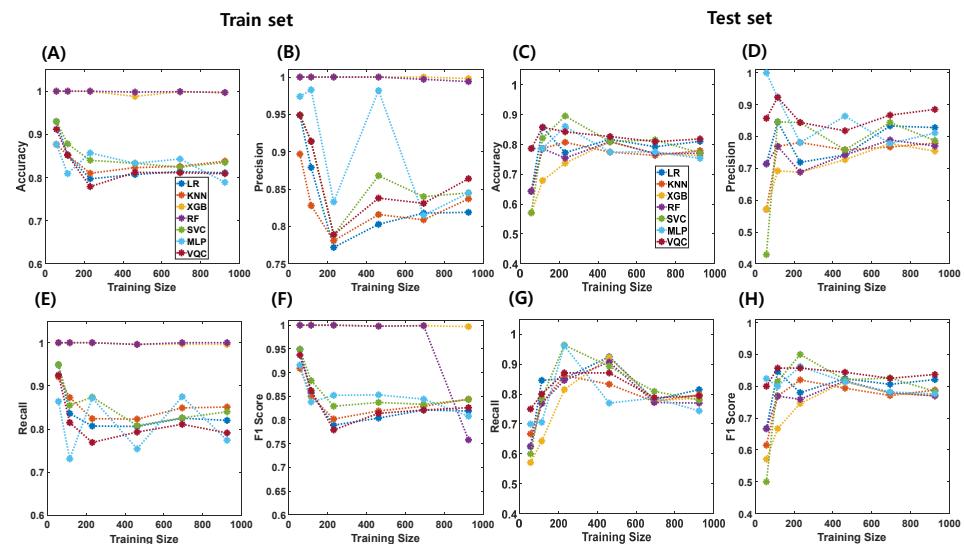 Train set
Test set
(A)
(B)
(C)
(D)
Accuracy
1
0.9
0.8
0.7
0.6
0
200
400
600
800
1000
Training Size
LR
KNN
XGB
RF
SVC
MLP
VQC
Precision
1
0.95
0.9
0.85
0.8
0.75
0
200
400
600
800
1000
Training Size
Accuracy
1
0.9
0.8
0.7
0.6
0.5
0.4
0
200
400
600
800
1000
Training Size
LR
KNN
XGB
RF
SVC
MLP
VQC
Precision
1
0.9
0.8
0.7
0.6
0.5
0.4
0
200
400
600
800
1000
Training Size
(E)
(F)
(G)
(H)
Recall
1
0.9
0.8
0.7
0.6
0
200
400
600
800
1000
Training Size
F1 Score
1
0.95
0.9
0.85
0.8
0.75
0.7
0.65
0.6
0
200
400
600
800
1000
Training Size
Recall
1
0.9
0.8
0.7
0.6
0.5
0.4
0
200
400
600
800
1000
Training Size
F1 Score
1
0.9
0.8
0.7
0.6
0.5
0.4
0
200
400
600
800
1000
Training Size